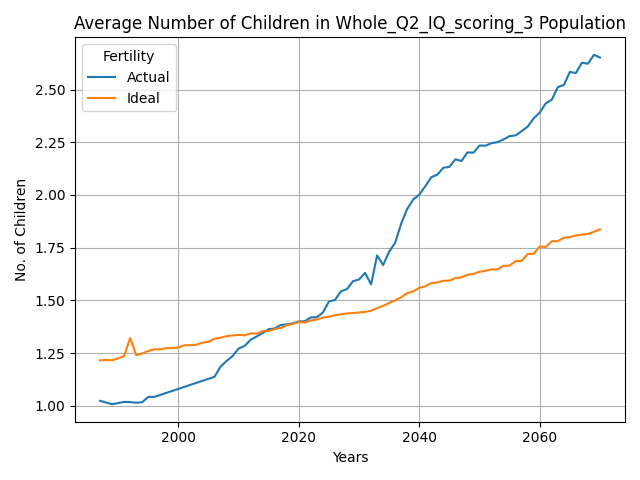 Average Number of Children in Whole_Q2_IQ_scoring_3 Population
Fertility
Actual
Ideal
2.50
2.25
2.00
1.75
1.50
1.25
1.00
No. of Children
2000
2020
2040
2060
Years